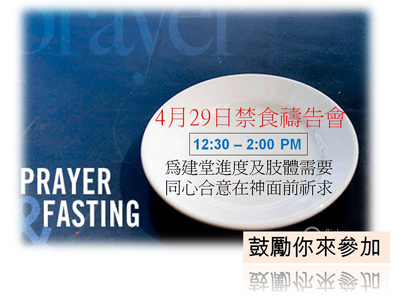 prayer
4月29日禁食禱告會
12:30 – 2:00 PM
為建堂進度及肢體需要
同心合意在神面前祈求
PRAYER
& FASTING
鼓勵你來參加